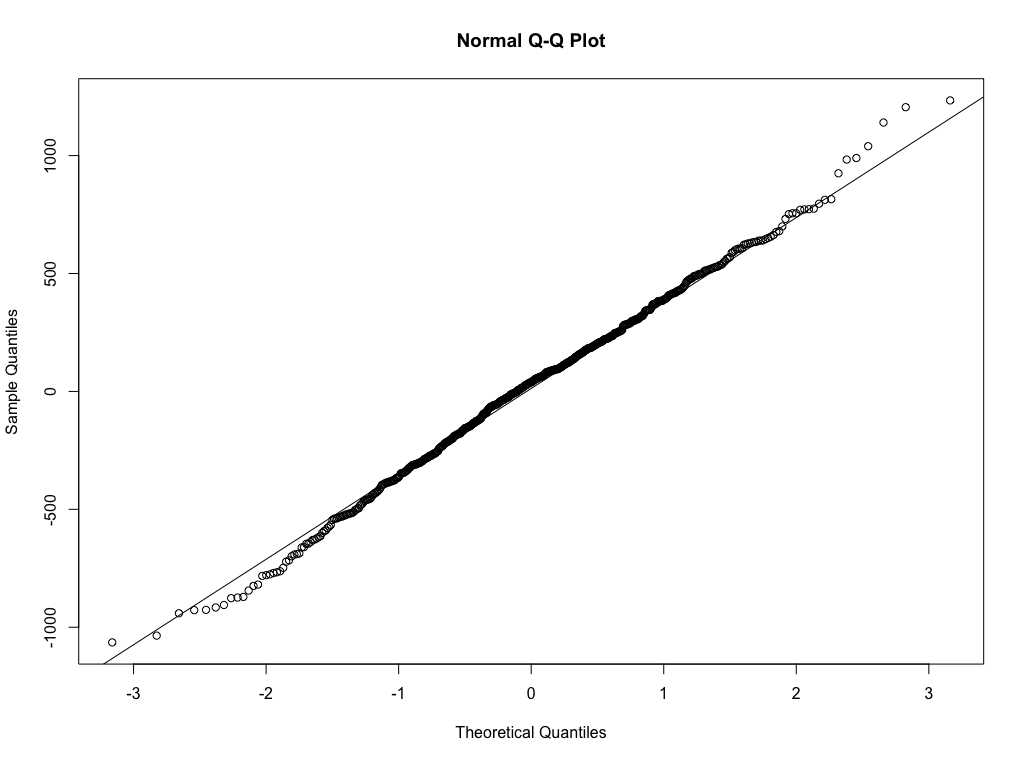 Normal Q-Q Plot
Sample Quantiles
1000
500
0
-500
-1000
-3 -2 -1 0 1 2 3
Theoretical Quantiles